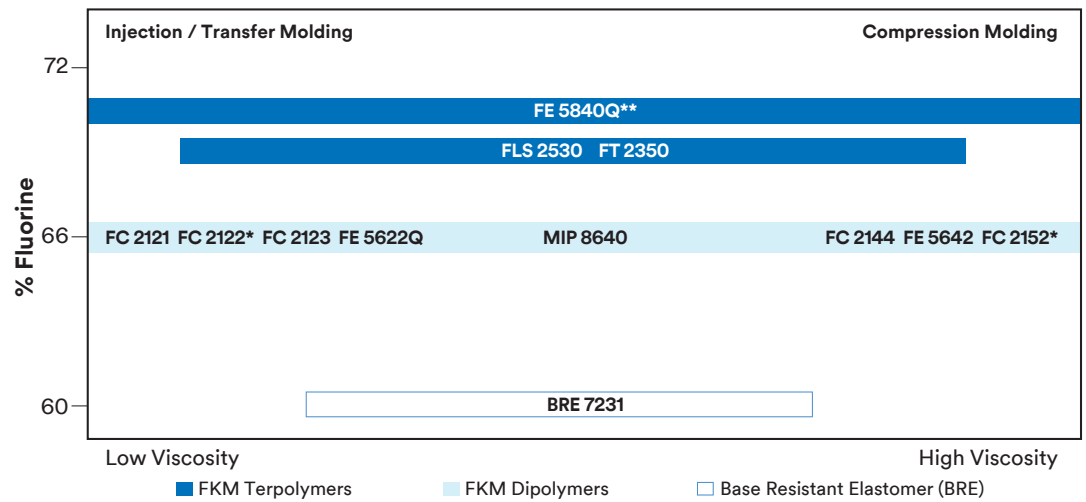 Injection / Transfer Molding Compression Molding
72
FE 5840Q**
FLS 2530 FT 2350
% Fluorine
66
FC 2121 FC 2122* FC 2123 FE 5622Q MIP 8640 FC 2144 FE 5642 FC 2152*
60
BRE 7231
Low Viscosity High Viscosity
FKM Terpolymers FKM Dipolymers Base Resistant Elastomer (BRE)